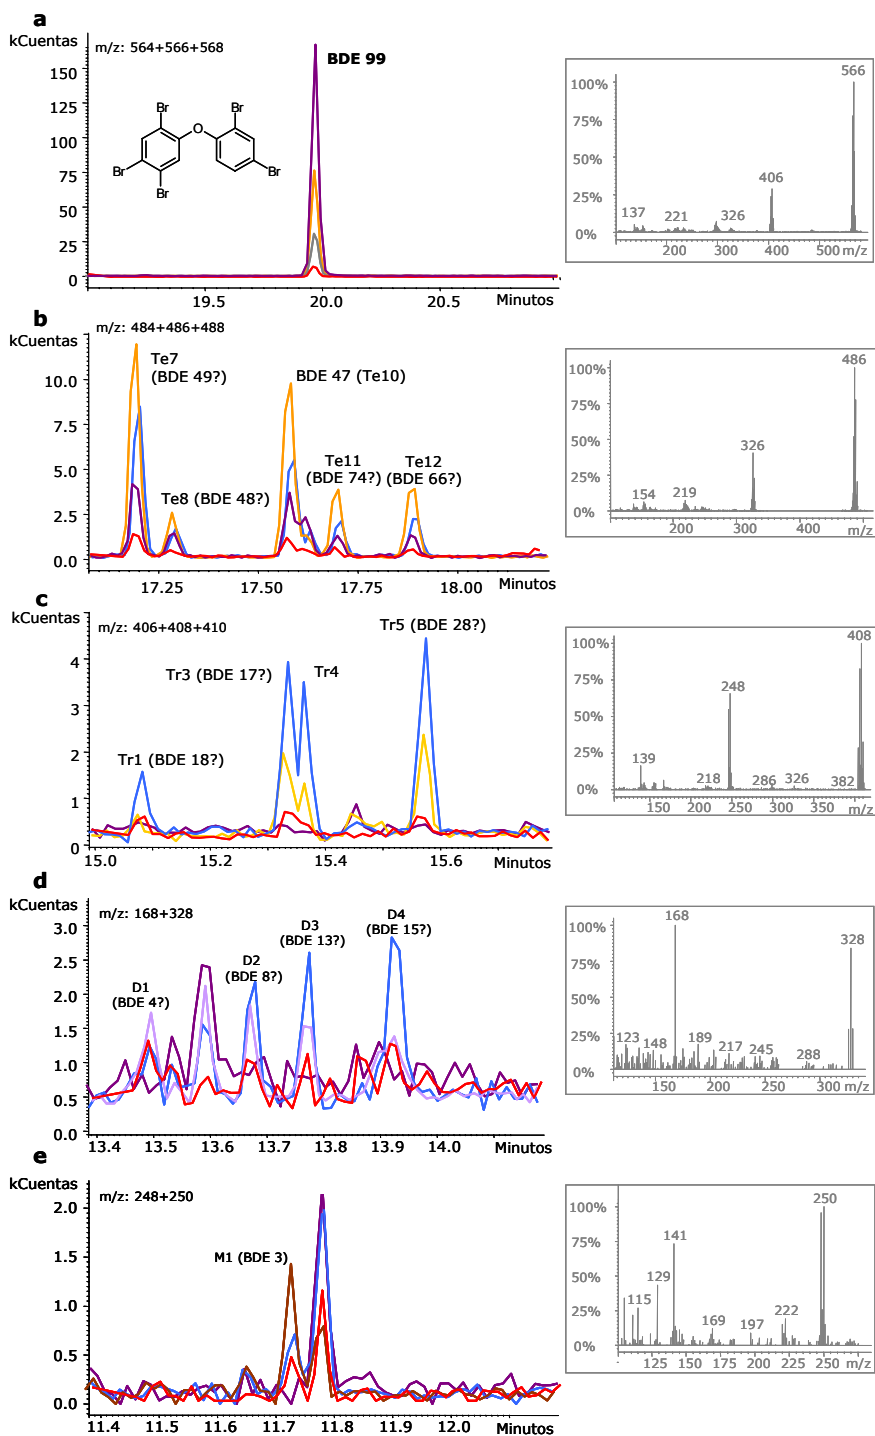 a
kCuentas
m/z: 564+566+568
BDE 99
150
125
100
75
50
25
0
Br
Br
O
Br
Br
Br
19.5
20.0
20.5
Minutos
566
100%
75%
50%
25%
0%
406
137
221
326
200
300
400
500
m/z
b
kCuentas
m/z: 484+486+488
Te7
(BDE 49?)
BDE 47 (Te10)
Te8 (BDE 48?)
Te11
(BDE 74?)
Te12
(BDE 66?)
10.0
7.5
5.0
2.5
0.0
17.25
17.50
17.75
18.00
Minutos
486
100%
75%
50%
25%
0%
326
154
219
200
300
400
m/z
c
kCuentas
m/z: 406+408+410
Tr5 (BDE 28?)
Tr3 (BDE 17?)
Tr4
Tr1 (BDE 18?)
4
3
2
1
0
15.0
15.2
15.4
15.6
Minutos
408
100%
75%
50%
25%
0%
248
139
218
286
326
382
150
200
250
300
350
m/z
d
kCuentas
m/z: 168+328
D1
(BDE 4?)
D2
(BDE 8?)
D3
(BDE 13?)
D4
(BDE 15?)
3.0
2.5
2.0
1.5
1.0
0.5
0.0
13.4
13.5
13.6
13.7
13.8
13.9
14.0
Minutos
168
328
100%
75%
50%
25%
0%
123
148
189
217
245
288
150
200
250
300
m/z
e
kCuentas
m/z: 248+250
M1 (BDE 3)
2.0
1.5
1.0
0.5
0.0
11.4
11.5
11.6
11.7
11.8
11.9
12.0
Minutos
250
100%
75%
50%
25%
0%
141
129
115
169
197
222
125
150
175
200
225
250
m/z